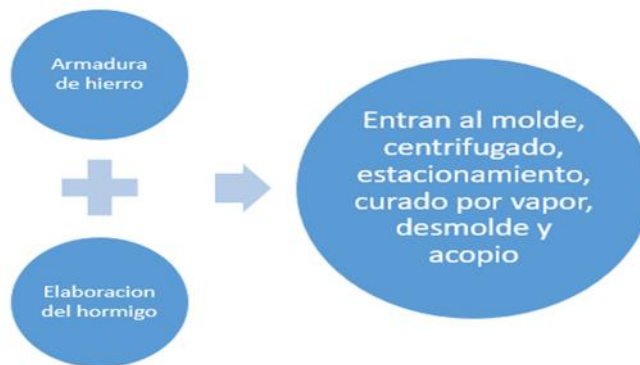 Armadura
de hierro
Elaboracion
del hormigo
Entran al molde,
centrifugado,
estacionamiento,
curado por vapor,
desmolde y
acopio